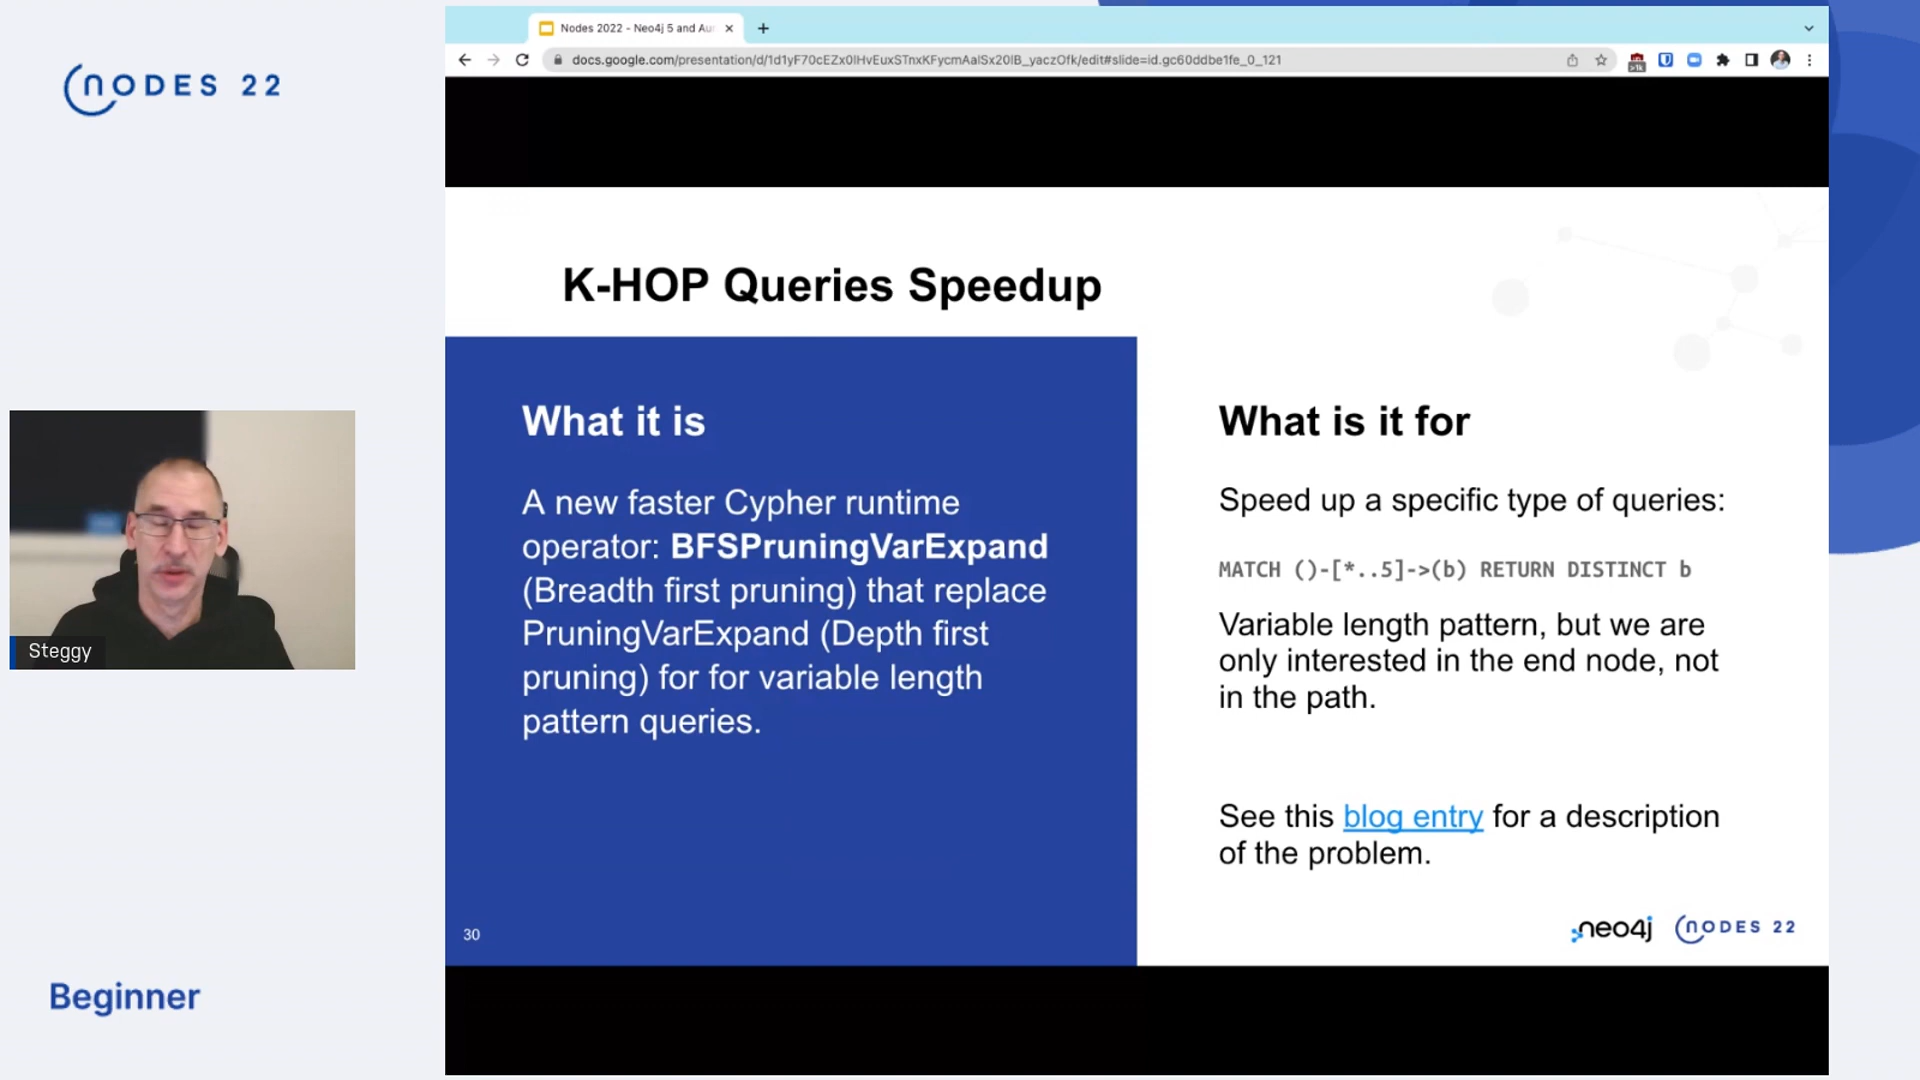 NODES 22
Nodes 2022 - Neo4j 5 and Au
docs.google.com/presentation/d/1d1yF70cEZx0lHvEuxSTnxKFycmAalSx20lB_yaczOfk/edit#slide=id.gc60ddbe1fe_0_121
K-HOP Queries Speedup
What it is
A new faster Cypher runtime
operator: BFSPruningVarExpand
(Breadth first pruning) that replace
PruningVarExpand (Depth first
pruning) for for variable length
pattern queries.
30
What is it for
Speed up a specific type of queries:
MATCH ()-[*..5]->(b) RETURN DISTINCT b
Variable length pattern, but we are
only interested in the end node, not
in the path.
See this blog entry for a description
of the problem.
neo4j NODES 22
Steggy
Beginner